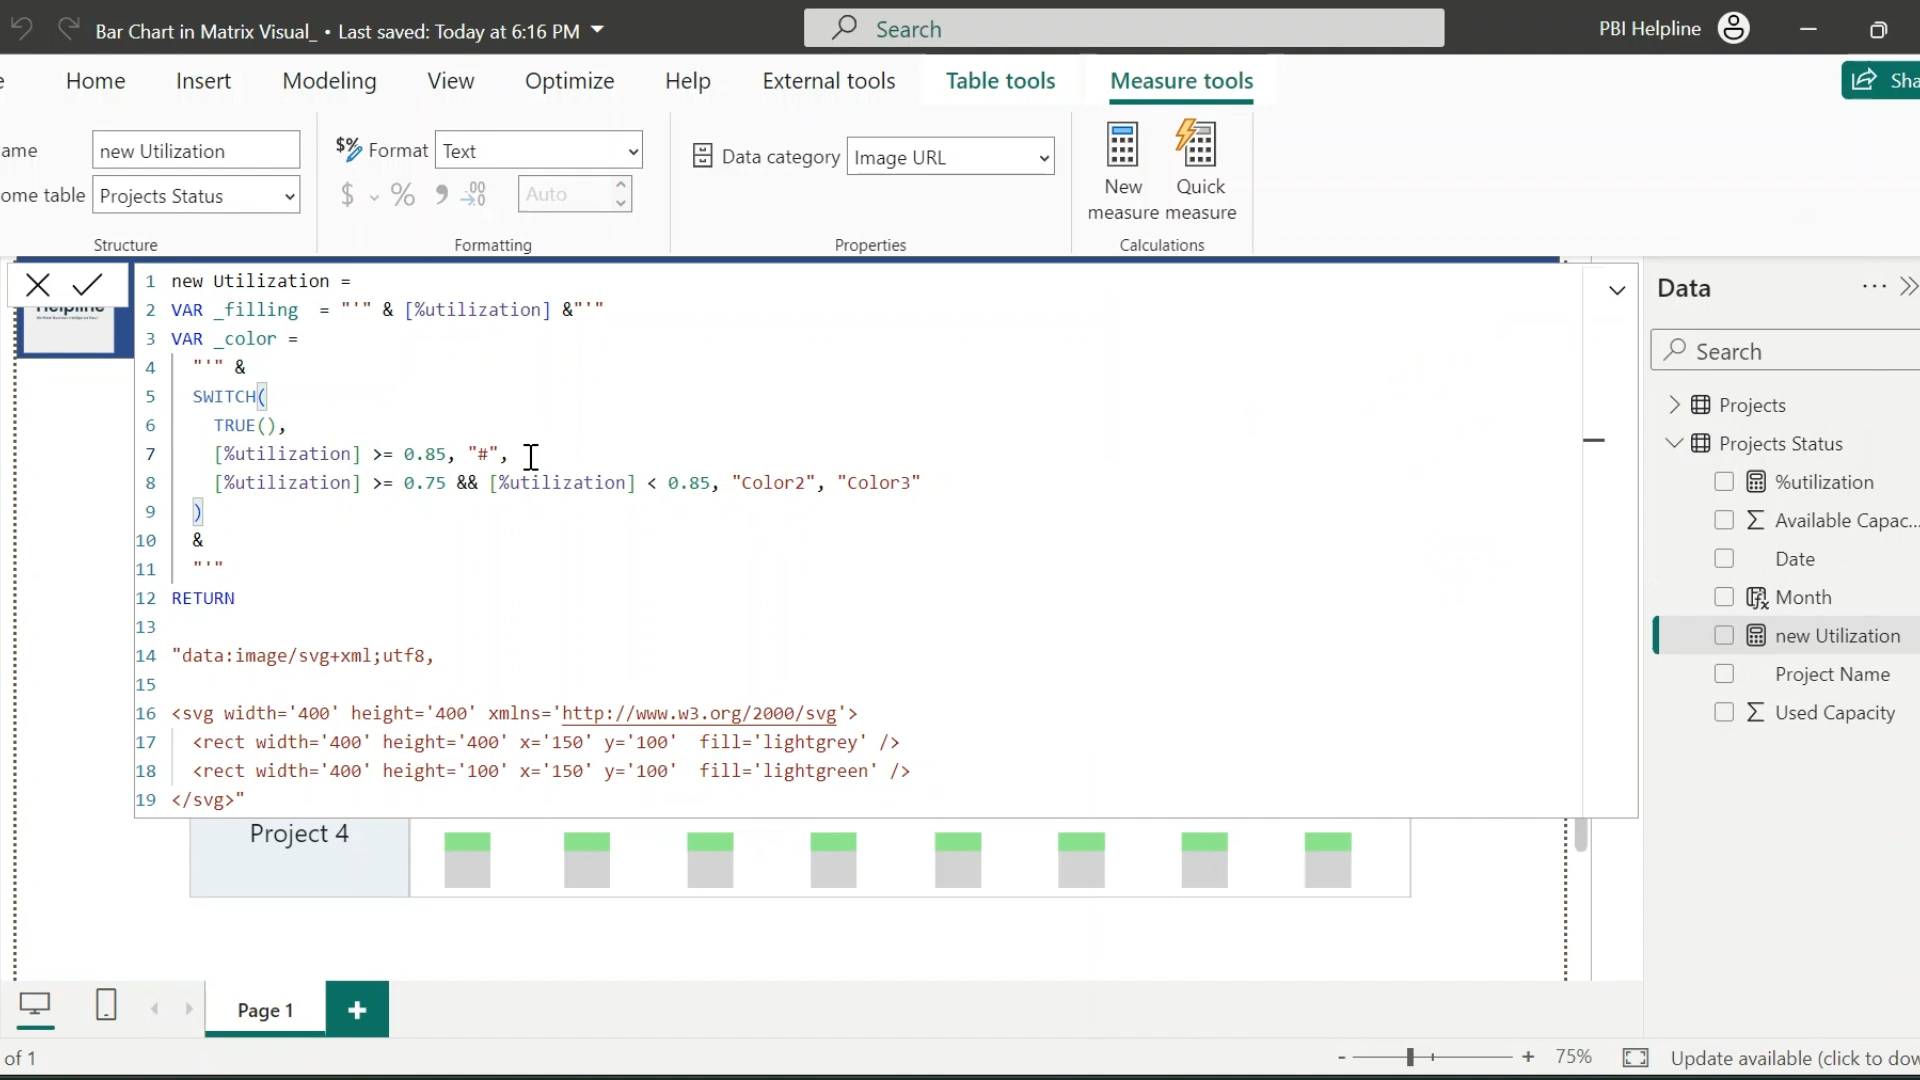 Bar Chart in Matrix Visual_ • Last saved: Today at 6:16 PM
Search
PBI Helpline
Home Insert Modeling View Optimize Help External tools Table tools Measure tools
Sha
ame
new Utilization
ome table
Projects Status
Structure
$% Format
Text
$ % , .00
Auto
Formatting
Data category
Image URL
Properties
New measure
Quick measure
Calculations
1 new Utilization =
2 VAR _filling = "'" & [%utilization] &"'"
3 VAR _color =
4 "'" &
5 SWITCH(
6 TRUE(),
7 [%utilization] >= 0.85, "#",
8 [%utilization] >= 0.75 && [%utilization] < 0.85, "Color2", "Color3"
9 )
10 &
11 "'"
12 RETURN
13
14 "data:image/svg+xml;utf8,
15
16 <svg width='400' height='400' xmlns='http://www.w3.org/2000/svg'>
17 <rect width='400' height='400' x='150' y='100' fill='lightgrey' />
18 <rect width='400' height='100' x='150' y='100' fill='lightgreen' />
19 </svg>"
Project 4
Data
Search
Projects
Projects Status
%utilization
Available Capac...
Date
Month
new Utilization
Project Name
Used Capacity
Page 1
of 1
- + 75%
Update available (click to dow